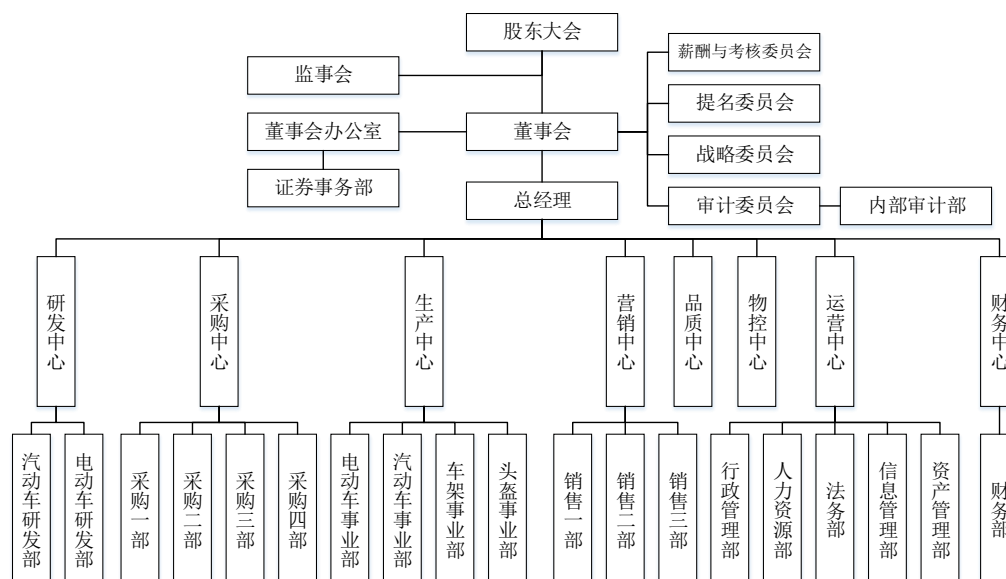 股东大会
监事会
薪酬与考核委员会
提名委员会
董事会办公室
董事会
战略委员会
证券事务部
总经理
审计委员会
内部审计部
研发中心
采购中心
生产中心
营销中心
品质中心
物控中心
运营中心
财务中心
汽动车研发部
电动车研发部
采购一部
采购二部
采购三部
采购四部
电动车事业部
汽动车事业部
车架事业部
头盔事业部
销售一部
销售二部
销售三部
行政管理部
人力资源部
法务部
信息管理部
资产管理部
财务部